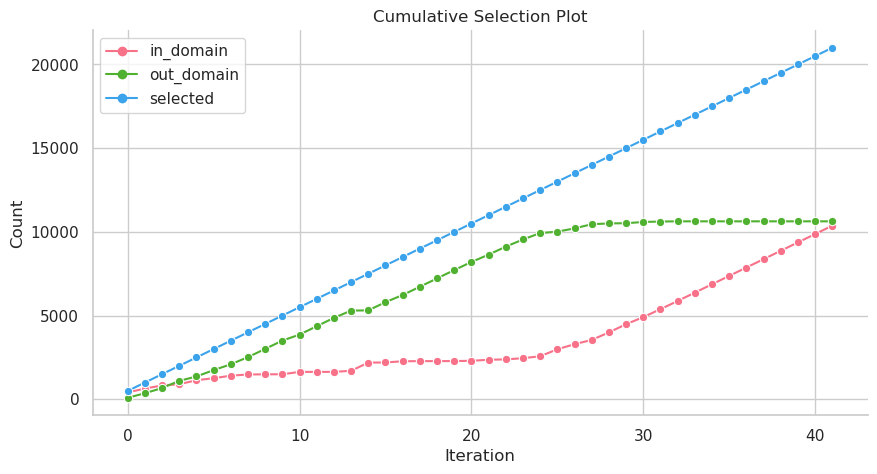 Cumulative Selection Plot
in_domain
out_domain
selected
Count
20000
15000
10000
5000
0
0 10 20 30 40
Iteration